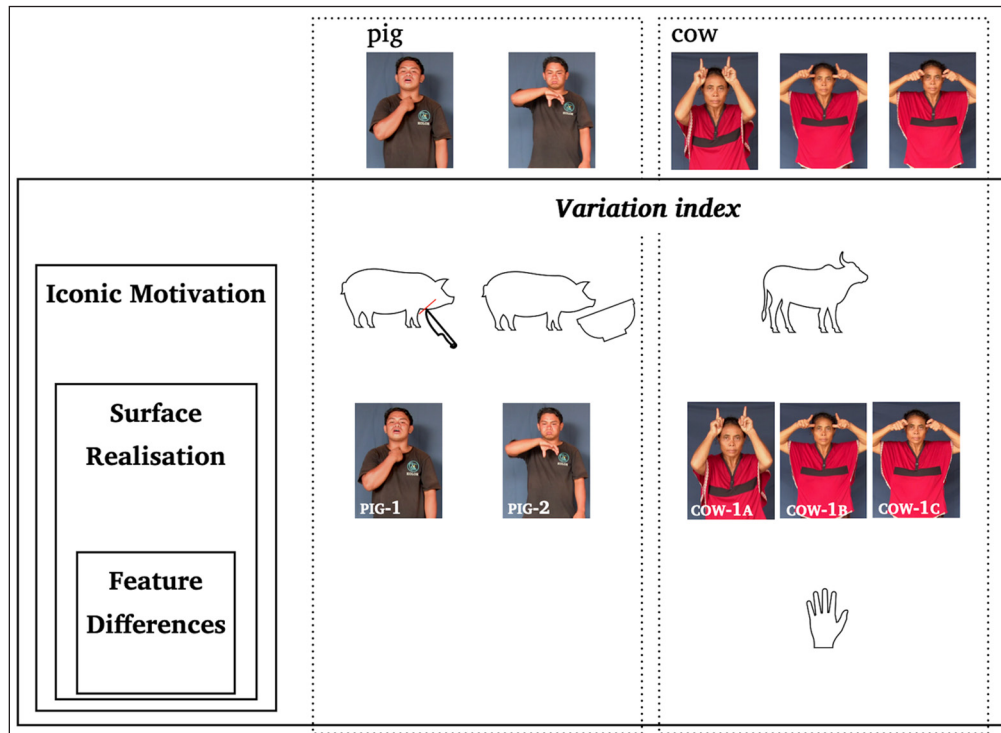 pig
cow
Variation index
Iconic Motivation
Surface
Realisation
PIG-1
PIG-2
COW-1A
COW-1B
COW-1C
Feature
Differences